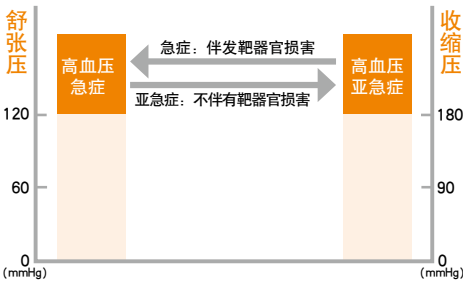 舒张压
收缩压
急症：伴发靶器官损害
高血压
急症
高血压
亚急症
亚急症：不伴有靶器官损害
120
180
60
90
0
0
(mmHg)
(mmHg)